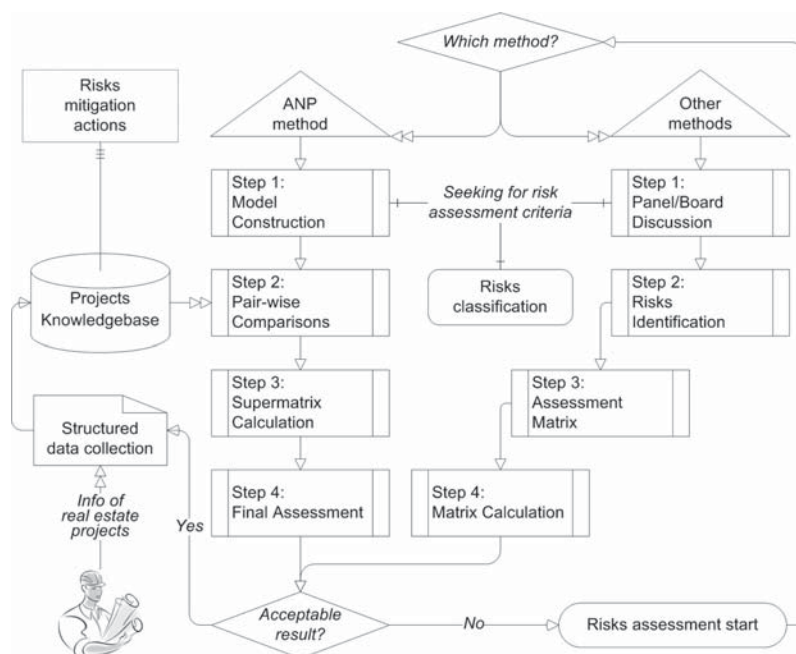 Which method?
Risks
mitigation
actions
ANP
method
Other
methods
Step 1:
Model
Construction
Seeking for risk
assessment criteria
Step 1:
Panel/Board
Discussion
Projects
Knowledgebase
Step 2:
Pair-wise
Comparisons
Risks
classification
Step 2:
Risks
Identification
Step 3:
Supermatrix
Calculation
Step 3:
Assessment
Matrix
Structured
data collection
Step 4:
Final Assessment
Step 4:
Matrix Calculation
Info of
real estate
projects
Yes
Acceptable
result?
No
Risks assessment start